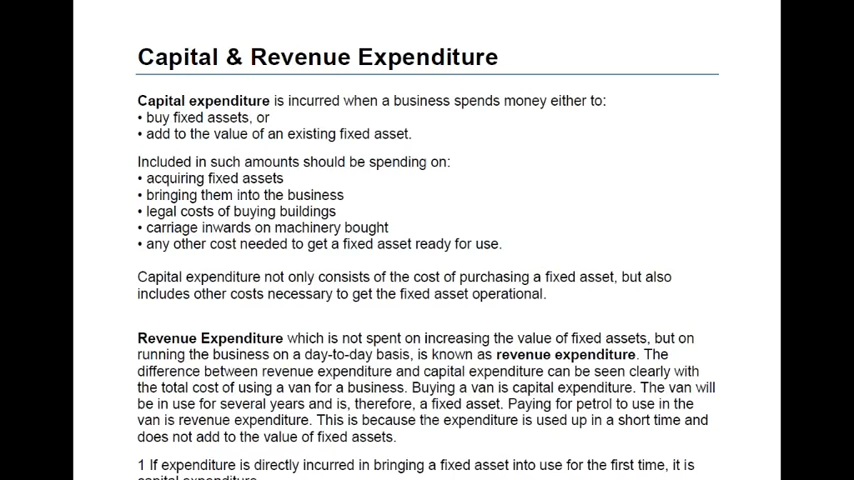 Capital & Revenue Expenditure
Capital expenditure is incurred when a business spends money either to:
• buy fixed assets, or
• add to the value of an existing fixed asset.
Included in such amounts should be spending on:
• acquiring fixed assets
• bringing them into the business
• legal costs of buying buildings
• carriage inwards on machinery bought
• any other cost needed to get a fixed asset ready for use.
Capital expenditure not only consists of the cost of purchasing a fixed asset, but also
includes other costs necessary to get the fixed asset operational.
Revenue Expenditure which is not spent on increasing the value of fixed assets, but on
running the business on a day-to-day basis, is known as revenue expenditure. The
difference between revenue expenditure and capital expenditure can be seen clearly with
the total cost of using a van for a business. Buying a van is capital expenditure. The van will
be in use for several years and is, therefore, a fixed asset. Paying for petrol to use in the
van is revenue expenditure. This is because the expenditure is used up in a short time and
does not add to the value of fixed assets.
1 If expenditure is directly incurred in bringing a fixed asset into use for the first time, it is
capital expenditure